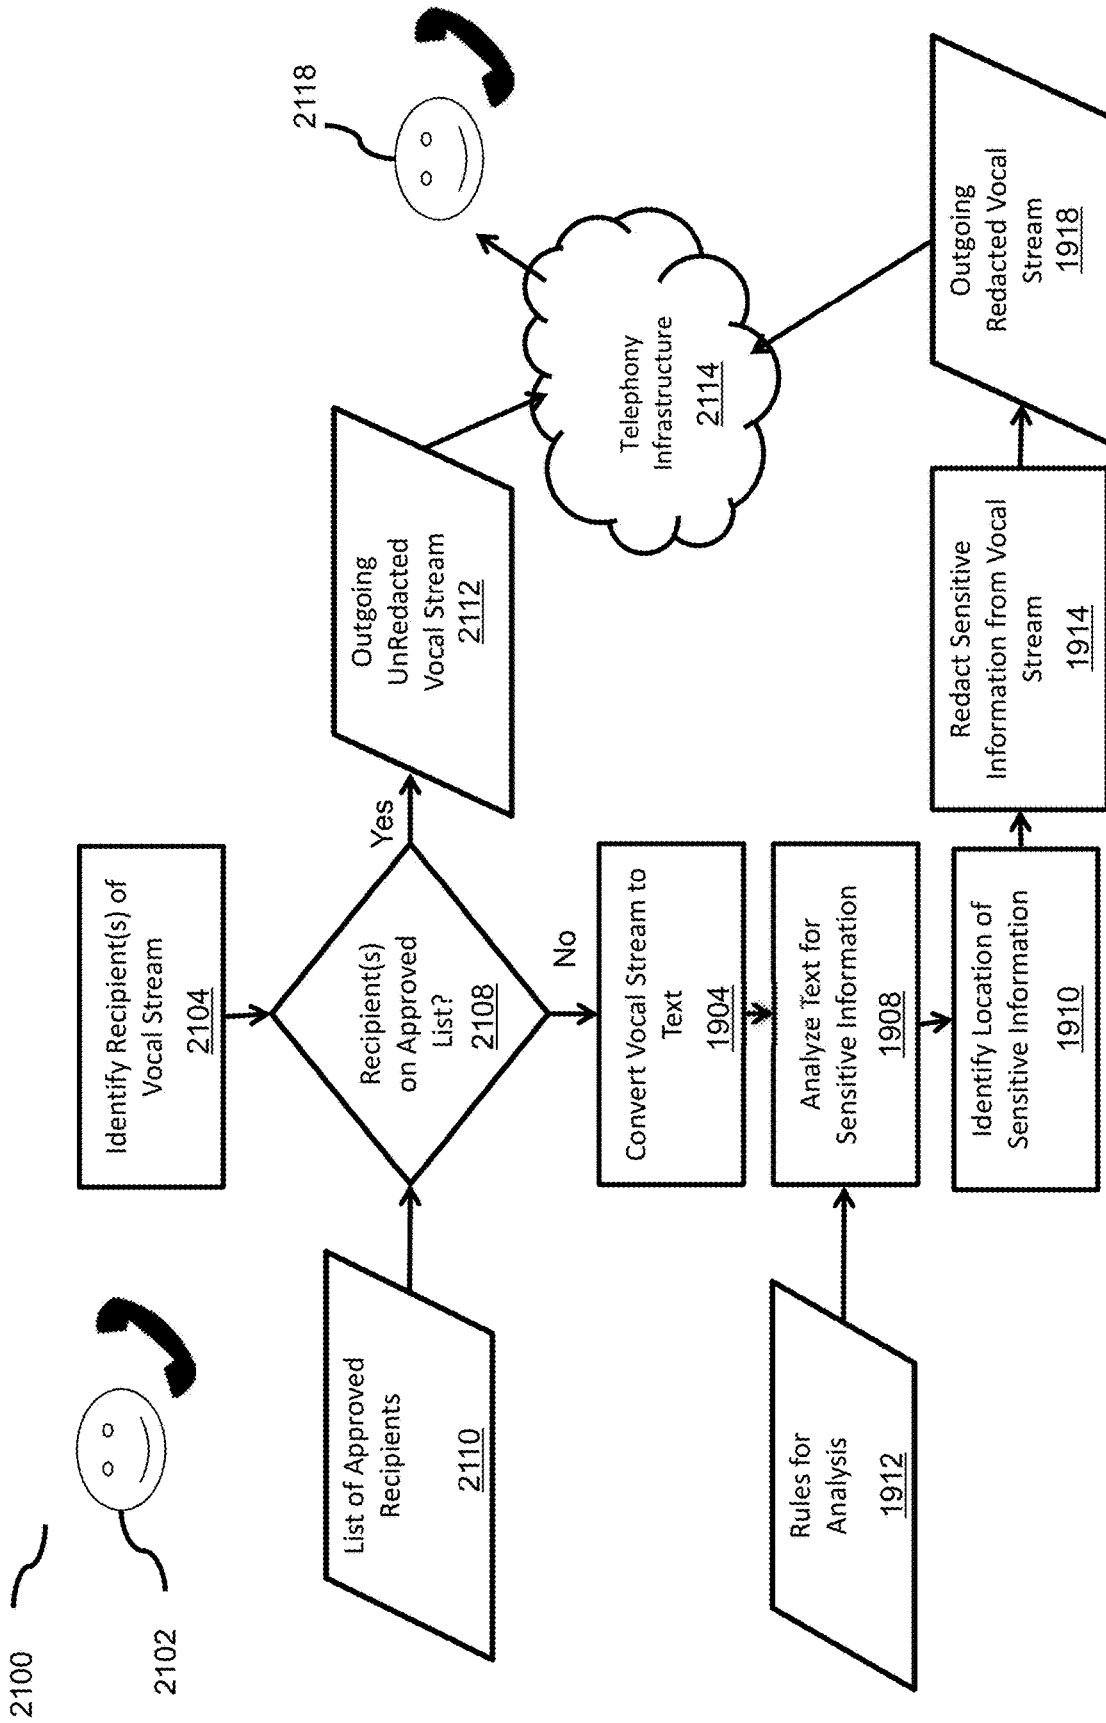 2100
2102
Identify Recipient(s) of
Vocal Stream
2104
2118
List of Approved
Recipients
2110
Recipient(s)
on Approved
List?
2108
Yes
Outgoing
UnRedacted
Vocal Stream
2112
No
Telephony
Infrastructure
2114
Convert Vocal Stream to
Text
1904
Rules for
Analysis
1912
Analyze Text for
Sensitive Information
1908
Identify Location of
Sensitive Information
1910
Redact Sensitive
Information from Vocal
Stream
1914
Outgoing
Redacted Vocal
Stream
1918